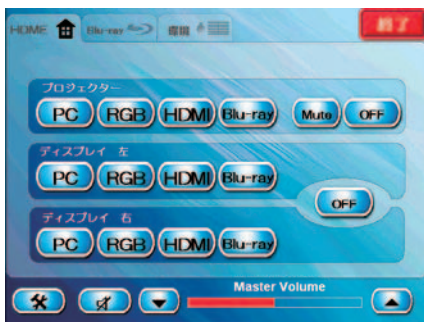 HOME Blu-ray 環境 終了
プロジェクター
PC RGB HDMI Blu-ray Mute OFF
ディスプレイ 左
PC RGB HDMI Blu-ray
OFF
ディスプレイ 右
PC RGB HDMI Blu-ray
Master Volume